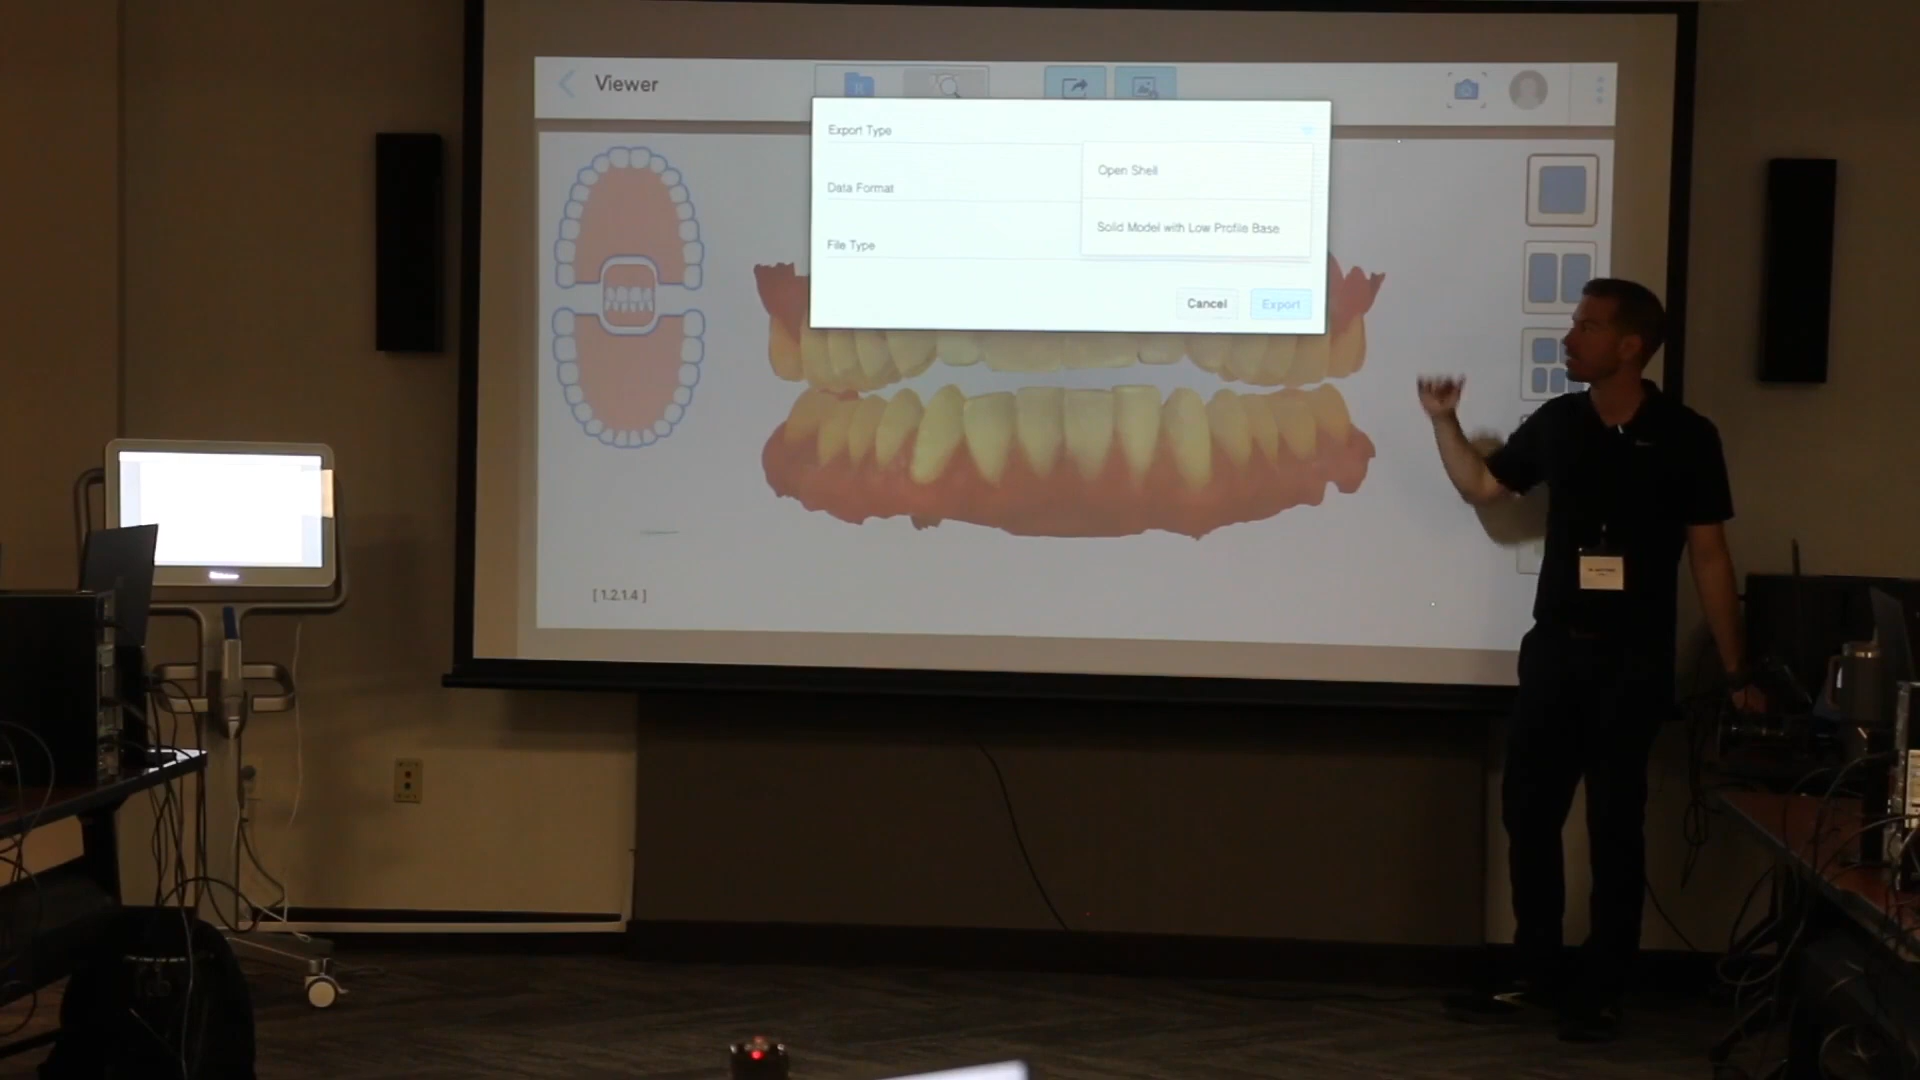 Viewer
Export Type
Open Shell
Data Format
Solid Model with Low Profile Base
File Type
Cancel
Export
[ 1.2.1.4 ]